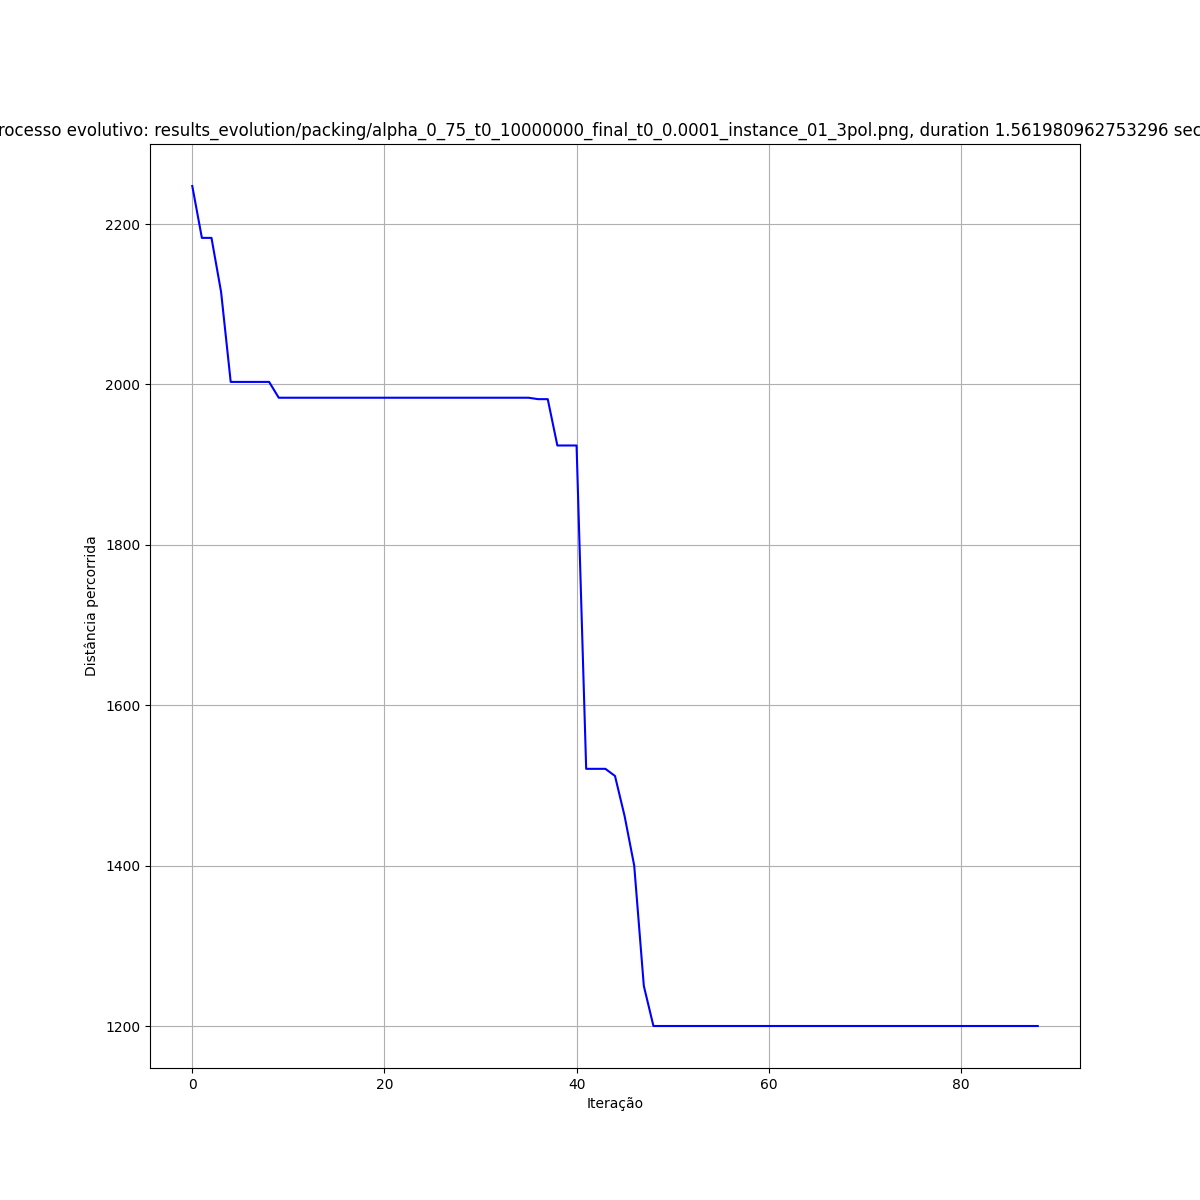 rocesso evolutivo: results_evolution/packing/alpha_0_75_t0_10000000_final_t0_0.0001_instance_01_3pol.png, duration 1.561980962753296 sec
2200
2000
1800
1600
1400
1200
Distância percorrida
0 20 40 60 80
Iteração